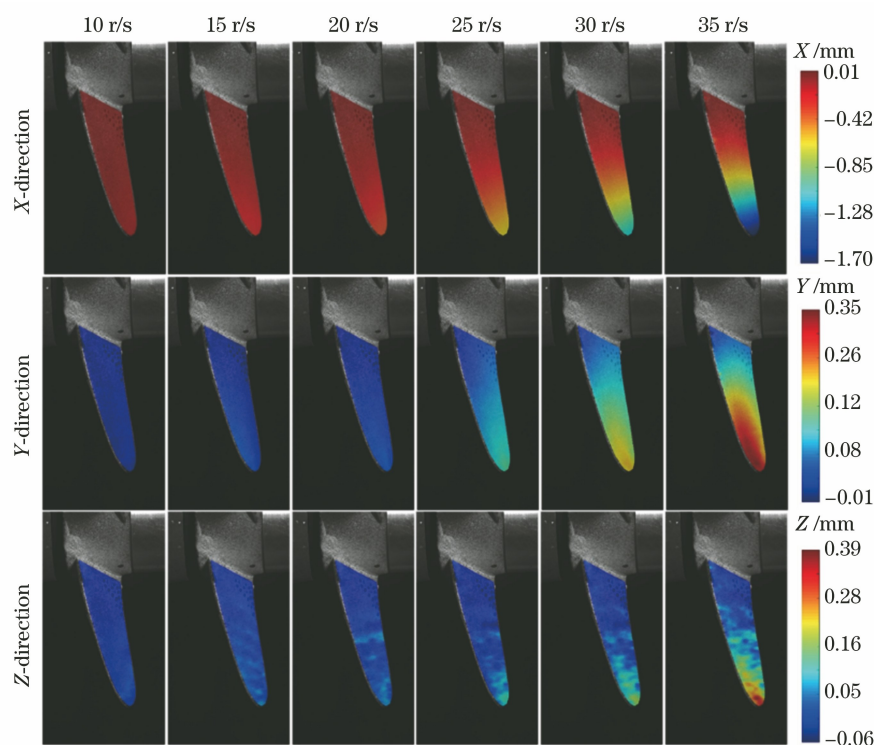 10 r/s 15 r/s 20 r/s 25 r/s 30 r/s 35 r/s
X-direction
X /mm
0.01
−0.42
−0.85
−1.28
−1.70
Y-direction
Y /mm
0.35
0.26
0.12
0.08
−0.01
Z-direction
Z /mm
0.39
0.28
0.16
0.05
−0.06